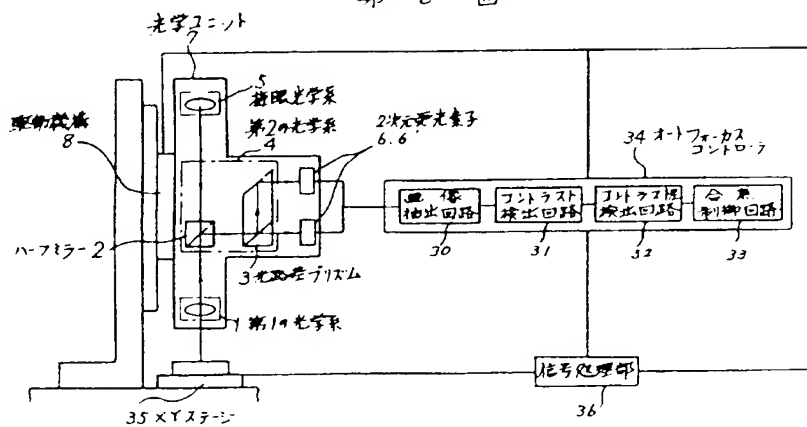 光学ユニット
7
5
接眼光学系
第2の光学系
4
2次元受光素子
6.6'
駆動機構
8
ハーフミラー2
3光路差プリズム
1第1の光学系
35 XYステージ
34 オートフォーカス
コントローラ
画像
抽出回路
30
コントラスト
検出回路
31
コントラスト差
検出回路
32
合焦
制御回路
33
信号処理部
36